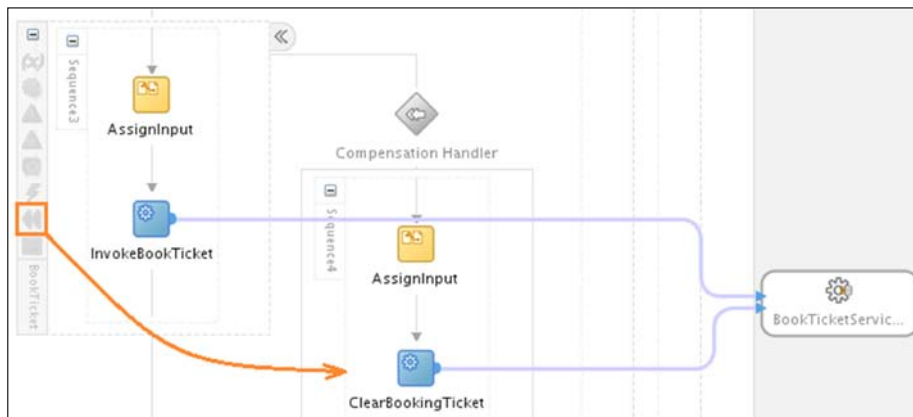 Sequence3
AssignInput
Compensation Handler
InvokeBookTicket
Sequence4
AssignInput
BookTicket
BookTicketServic...
ClearBookingTicket